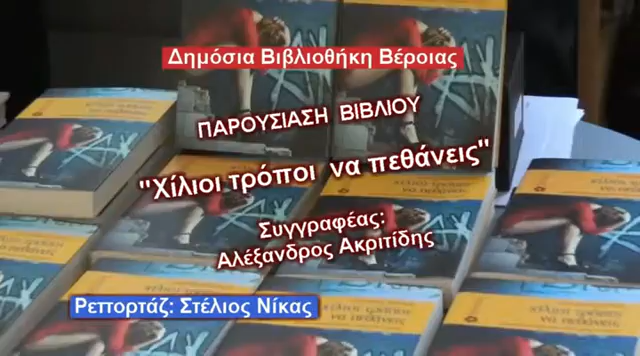 Δημόσια Βιβλιοθήκη Βέροιας
ΠΑΡΟΥΣΙΑΣΗ ΒΙΒΛΙΟΥ
"Χίλιοι τρόποι να πεθάνεις"
Συγγραφέας:
Αλέξανδρος Ακριτίδης
Ρεπορτάζ: Στέλιος Νίκας